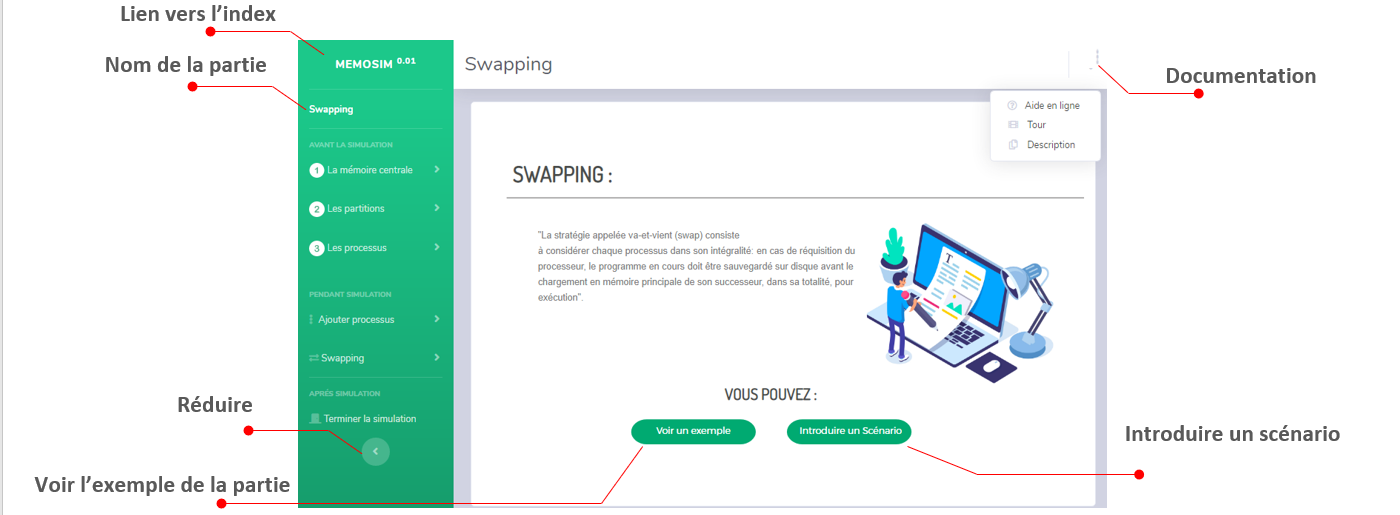 Lien vers l’index
Nom de la partie
MEMOSIM 0.01
Swapping
Documentation
Swapping
Aide en ligne
Tour
Description
AVANT LA SIMULATION
1 La mémoire centrale
2 Les partitions
3 Les processus
PENDANT SIMULATION
Ajouter processus
Swapping
APRÉS SIMULATION
Terminer la simulation
Réduire
SWAPPING :
"La stratégie appelée va-et-vient (swap) consiste
à considérer chaque processus dans son intégralité: en cas de réquisition du
processeur, le programme en cours doit être sauvegardé sur disque avant le
chargement en mémoire principale de son successeur, dans sa totalité, pour
exécution".
T
VOUS POUVEZ :
Voir un exemple
Introduire un Scénario
Introduire un scénario
Voir l’exemple de la partie